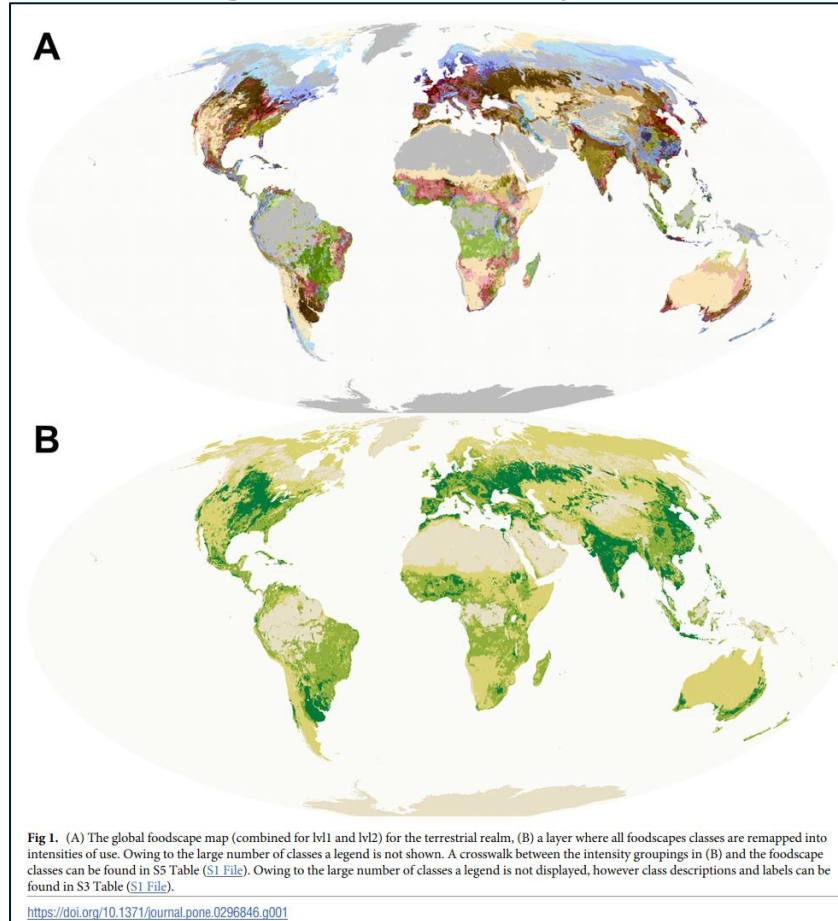 A
B
Fig 1. (A) The global foodscape map (combined for lvl1 and lvl2) for the terrestrial realm, (B) a layer where all foodscapes classes are remapped into
intensities of use. Owing to the large number of classes a legend is not shown. A crosswalk between the intensity groupings in (B) and the foodscape
classes can be found in S5 Table (S1 File). Owing to the large number of classes a legend is not displayed, however class descriptions and labels can be
found in S3 Table (S1 File).
https://doi.org/10.1371/journal.pone.0296846.g001